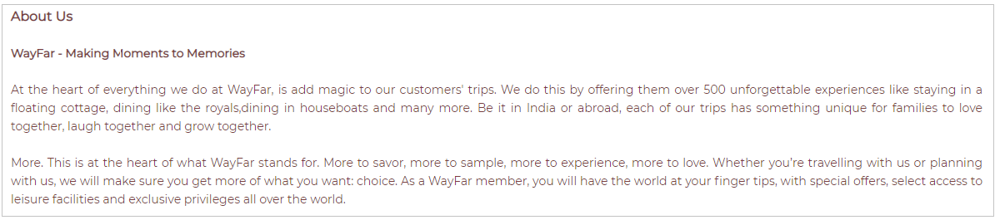 About Us
WayFar - Making Moments to Memories
At the heart of everything we do at WayFar, is add magic to our customers' trips. We do this by offering them over 500 unforgettable experiences like staying in a
floating cottage, dining like the royals,dining in houseboats and many more. Be it in India or abroad, each of our trips has something unique for families to love
together, laugh together and grow together.
More. This is at the heart of what WayFar stands for. More to savor, more to sample, more to experience, more to love. Whether you're travelling with us or planning
with us, we will make sure you get more of what you want: choice. As a WayFar member, you will have the world at your finger tips, with special offers, select access to
leisure facilities and exclusive privileges all over the world.